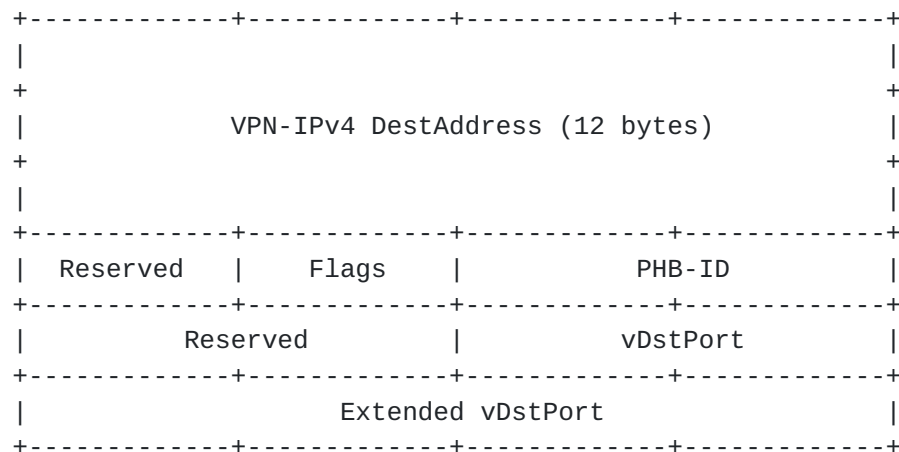 VPN-IPv4 DestAddress (12 bytes)
Reserved | Flags | PHB-ID
Reserved | vDstPort
Extended vDstPort